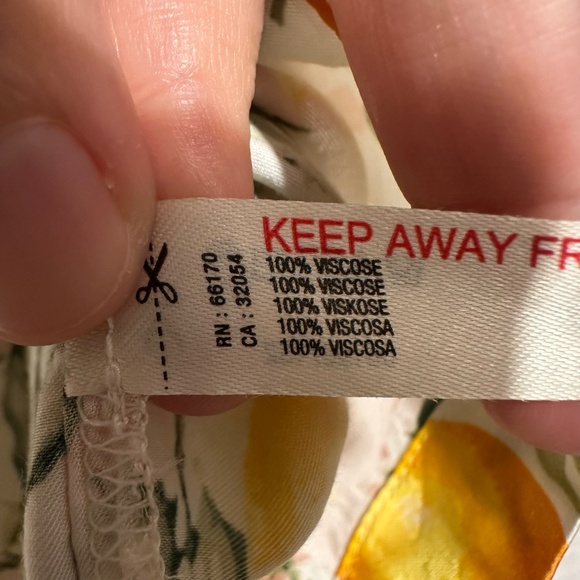 RN : 66170
CA : 32054
KEEP AWAY FR
100% VISCOSE
100% VISCOSE
100% VISKOSE
100% VISCOSA
100% VISCOSA